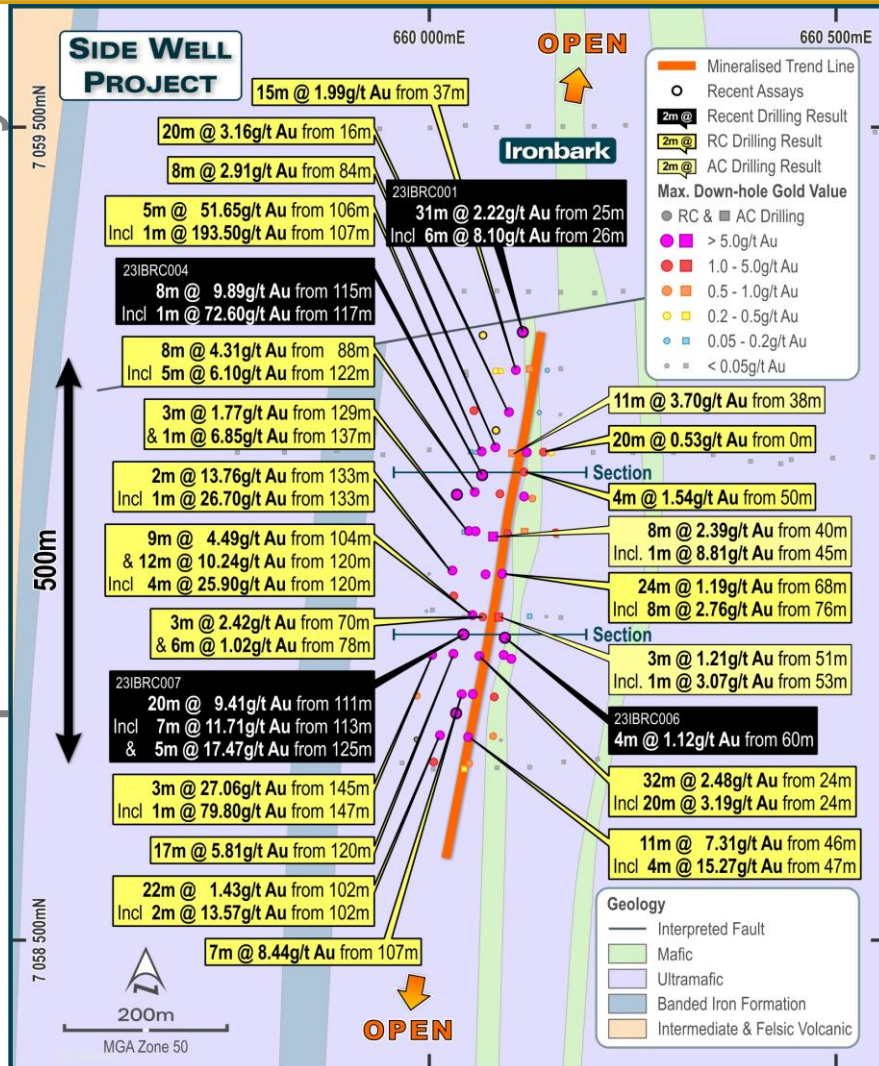 SIDE WELL
PROJECT
660 000mE
660 500mE
OPEN
7 059 500mN
Mineralised Trend Line
Recent Assays
2m @ Recent Drilling Result
2m @ RC Drilling Result
2m @ AC Drilling Result
Max. Down-hole Gold Value
RC & AC Drilling
> 5.0g/t Au
1.0 - 5.0g/t Au
0.5 - 1.0g/t Au
0.2 - 0.5g/t Au
0.05 - 0.2g/t Au
< 0.05g/t Au
Ironbark
15m @ 1.99g/t Au from 37m
20m @ 3.16g/t Au from 16m
8m @ 2.91g/t Au from 84m
5m @ 51.65g/t Au from 106m
Incl 1m @ 193.50g/t Au from 107m
23IBRC001
31m @ 2.22g/t Au from 25m
Incl 6m @ 8.10g/t Au from 26m
23IBRC004
8m @ 9.89g/t Au from 115m
Incl 1m @ 72.60g/t Au from 117m
8m @ 4.31g/t Au from 88m
Incl 5m @ 6.10g/t Au from 122m
3m @ 1.77g/t Au from 129m
& 1m @ 6.85g/t Au from 137m
2m @ 13.76g/t Au from 133m
Incl 1m @ 26.70g/t Au from 133m
9m @ 4.49g/t Au from 104m
& 12m @ 10.24g/t Au from 120m
Incl 4m @ 25.90g/t Au from 120m
3m @ 2.42g/t Au from 70m
& 6m @ 1.02g/t Au from 78m
23IBRC007
20m @ 9.41g/t Au from 111m
Incl 7m @ 11.71g/t Au from 113m
& 5m @ 17.47g/t Au from 125m
3m @ 27.06g/t Au from 145m
Incl 1m @ 79.80g/t Au from 147m
17m @ 5.81g/t Au from 120m
22m @ 1.43g/t Au from 102m
Incl 2m @ 13.57g/t Au from 102m
7m @ 8.44g/t Au from 107m
11m @ 3.70g/t Au from 38m
20m @ 0.53g/t Au from 0m
Section
4m @ 1.54g/t Au from 50m
8m @ 2.39g/t Au from 40m
Incl. 1m @ 8.81g/t Au from 45m
24m @ 1.19g/t Au from 68m
Incl 8m @ 2.76g/t Au from 76m
Section
3m @ 1.21g/t Au from 51m
Incl. 1m @ 3.07g/t Au from 53m
23IBRC006
4m @ 1.12g/t Au from 60m
32m @ 2.48g/t Au from 24m
Incl 20m @ 3.19g/t Au from 24m
11m @ 7.31g/t Au from 46m
Incl 4m @ 15.27g/t Au from 47m
500m
7 058 500mN
200m
MGA Zone 50
OPEN
Geology
Interpreted Fault
Mafic
Ultramafic
Banded Iron Formation
Intermediate & Felsic Volcanic